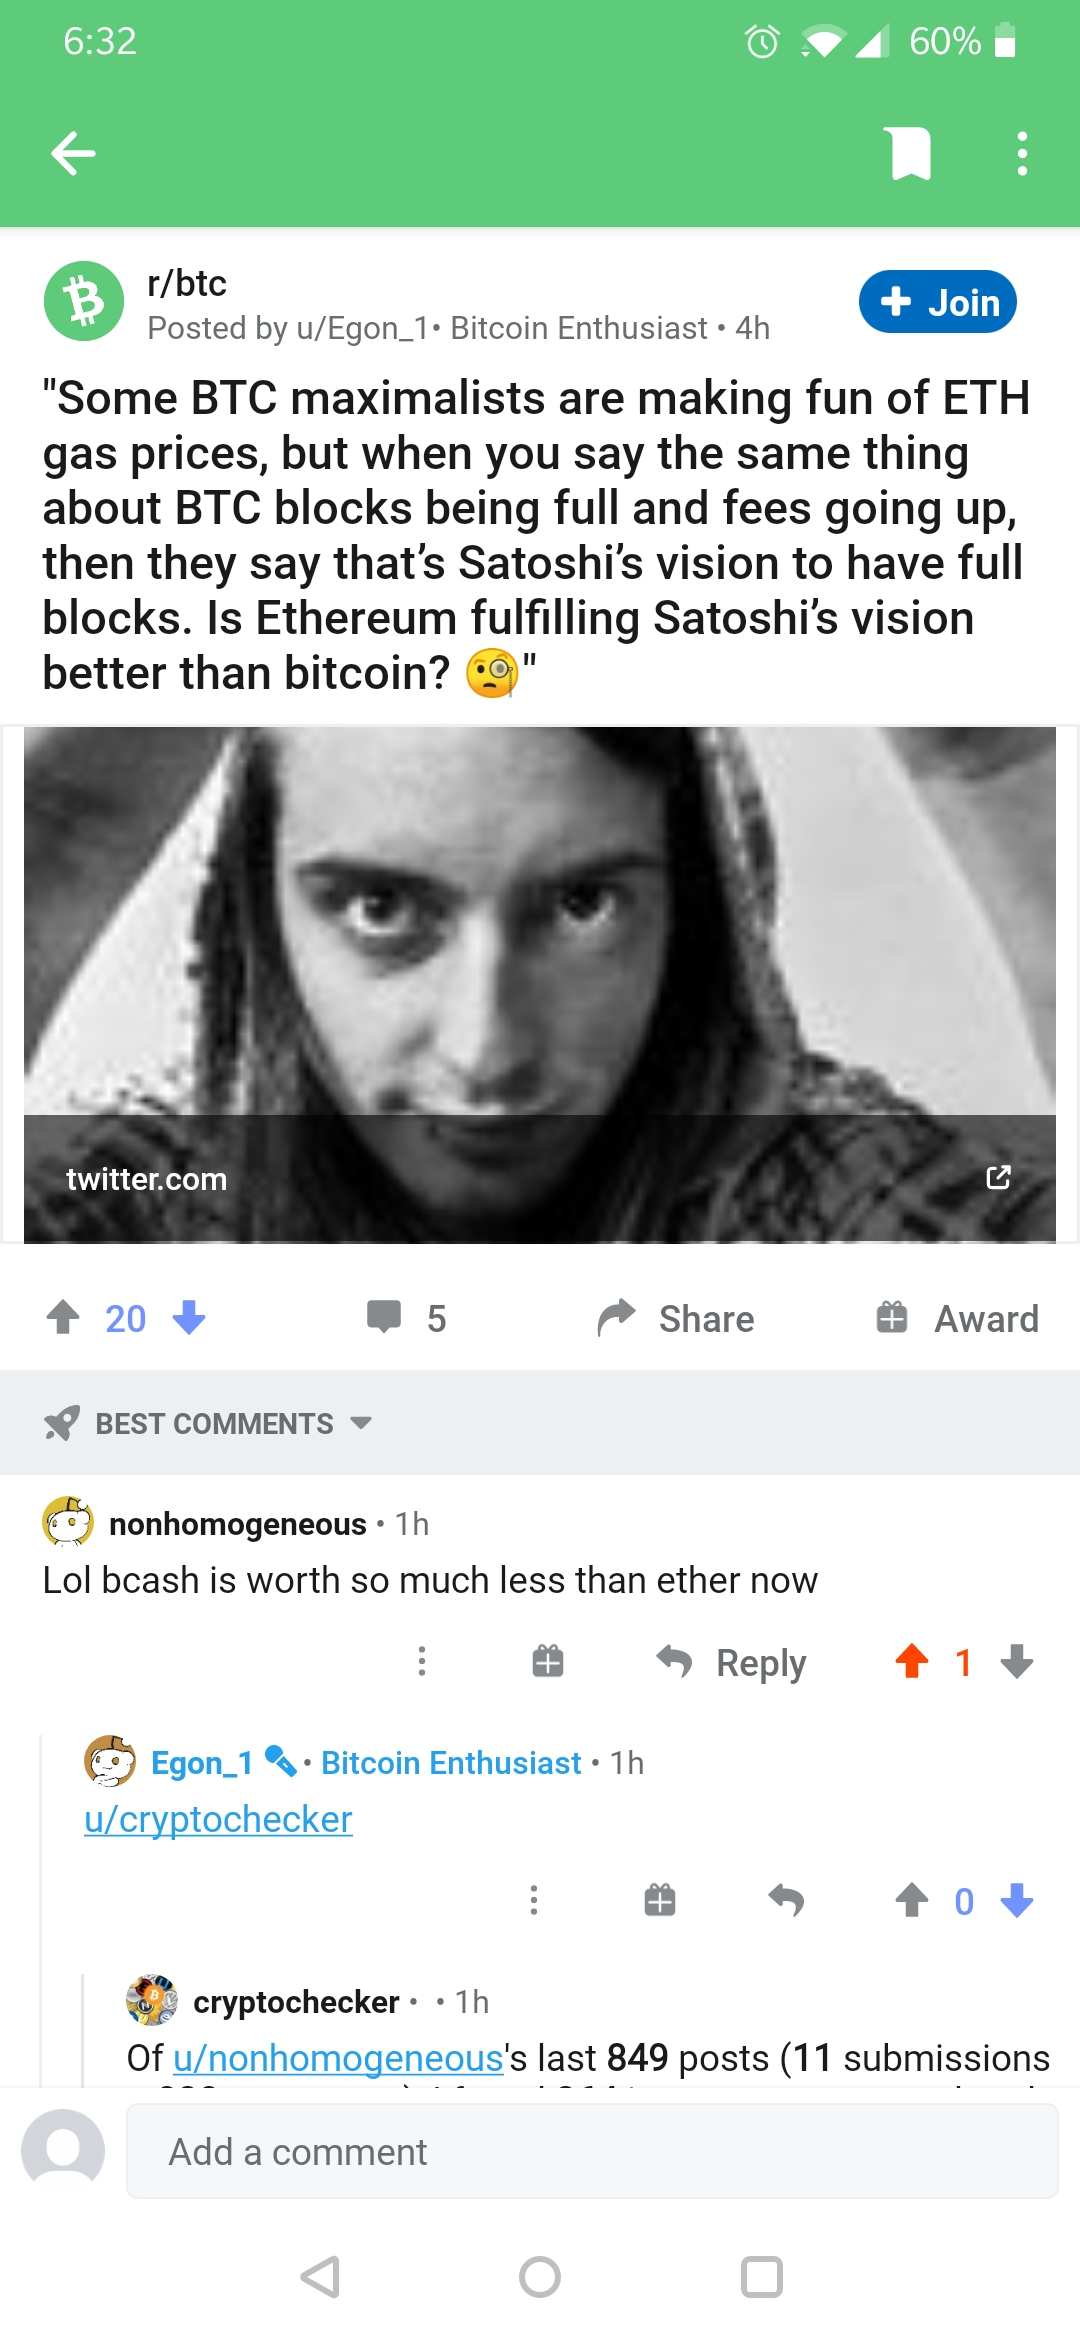 6:32
60%
r/btc
Posted by u/Egon_1• Bitcoin Enthusiast • 4h
Join
"Some BTC maximalists are making fun of ETH
gas prices, but when you say the same thing
about BTC blocks being full and fees going up,
then they say that’s Satoshi’s vision to have full
blocks. Is Ethereum fulfilling Satoshi’s vision
better than bitcoin? 🧐"
twitter.com
20
5
Share
Award
BEST COMMENTS
nonhomogeneous • 1h
Lol bcash is worth so much less than ether now
Reply
1
Egon_1 • Bitcoin Enthusiast • 1h
u/cryptochecker
0
cryptochecker • • 1h
Of u/nonhomogeneous's last 849 posts (11 submissions
Add a comment